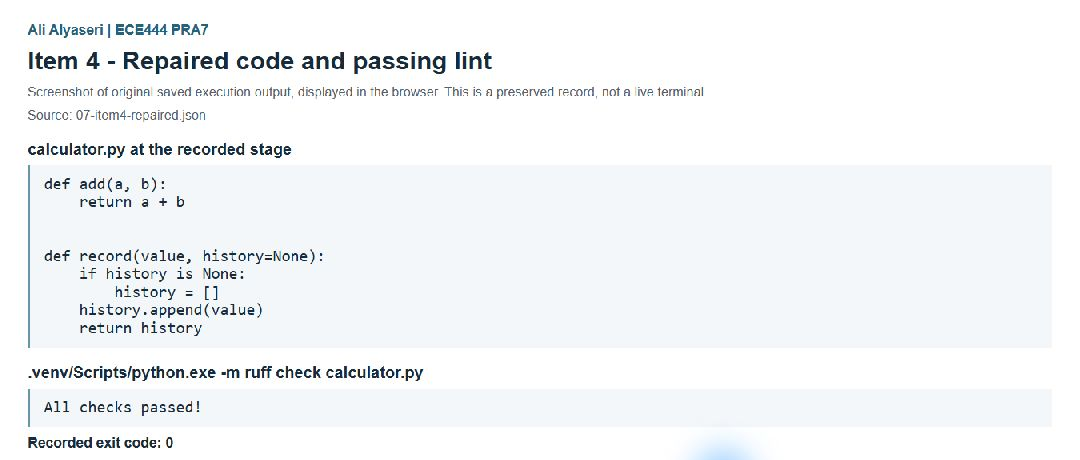 Ali Alyaseri | ECE444 PRA7
Item 4 - Repaired code and passing lint
Screenshot of original saved execution output, displayed in the browser. This is a preserved record, not a live terminal
Source: 07-item4-repaired.json
calculator.py at the recorded stage
def add(a, b):
    return a + b
def record(value, history=None):
    if history is None:
        history = []
    history.append(value)
    return history
.venv/Scripts/python.exe -m ruff check calculator.py
All checks passed!
Recorded exit code: 0